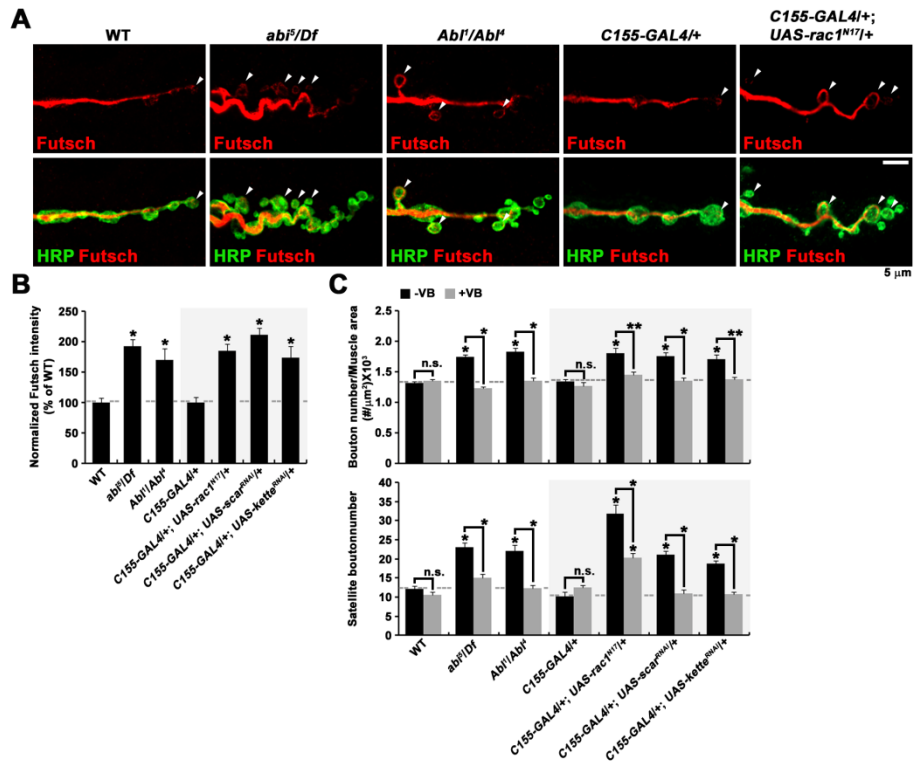 A
WT
abi⁵/Df
Abl¹/Abl⁴
C155-GAL4/+
C155-GAL4/+;
UAS-rac1ᴺ¹⁷/+
Futsch
Futsch
Futsch
Futsch
Futsch
HRP Futsch
HRP Futsch
HRP Futsch
HRP Futsch
HRP Futsch
5 μm
B
Normalized Futsch intensity
(% of WT)
250
200
150
100
50
0
*
*
*
*
*
WT
abi⁵/Df
Abl¹/Abl⁴
C155-GAL4/+
C155-GAL4/+; UAS-rac1ᴺ¹⁷/+
C155-GAL4/+; UAS-scarᴿᴺᴬⁱ/+
C155-GAL4/+; UAS-ketteᴿᴺᴬⁱ/+
C
-VB +VB
Bouton number/Muscle area
(#/μm²)X10³
2.5
2.0
1.5
1.0
0.5
0
n.s.
* *
* *
n.s.
* **
* *
* **
Satellite boutonnumber
40
35
30
25
20
15
10
5
0
n.s.
* *
* *
n.s.
* * *
* *
* *
WT
abi⁵/Df
Abl¹/Abl⁴
C155-GAL4/+
C155-GAL4/+; UAS-rac1ᴺ¹⁷/+
C155-GAL4/+; UAS-scarᴿᴺᴬⁱ/+
C155-GAL4/+; UAS-ketteᴿᴺᴬⁱ/+